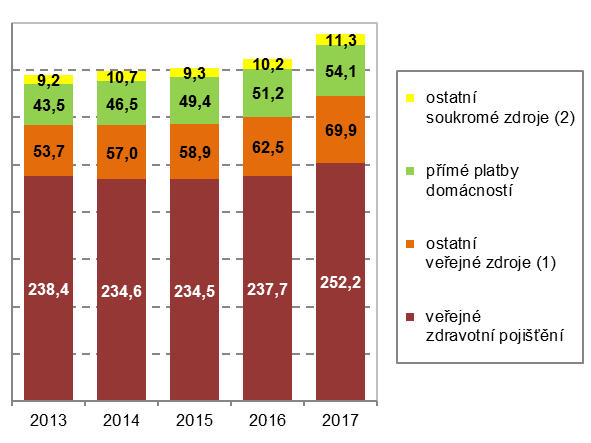 9,2 10,7 9,3 10,2 11,3
43,5 46,5 49,4 51,2 54,1
53,7 57,0 58,9 62,5 69,9
238,4 234,6 234,5 237,7 252,2
2013 2014 2015 2016 2017
ostatní
soukromé zdroje (2)
přímé platby
domácností
ostatní
veřejné zdroje (1)
veřejné
zdravotní pojišťění